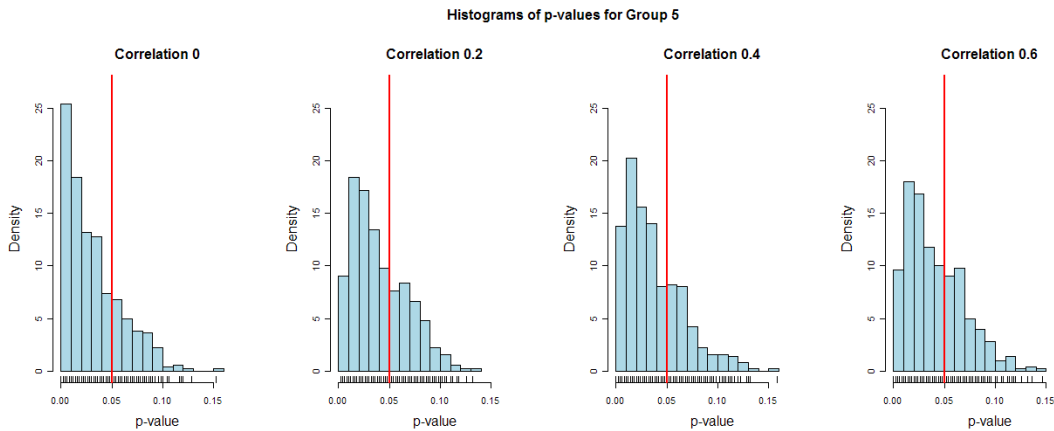 Histograms of p-values for Group 5
Correlation 0
Correlation 0.2
Correlation 0.4
Correlation 0.6
Density
25
20
15
10
5
0
0.00 0.05 0.10 0.15
p-value
Density
25
20
15
10
5
0
0.00 0.05 0.10 0.15
p-value
Density
25
20
15
10
5
0
0.00 0.05 0.10 0.15
p-value
Density
25
20
15
10
5
0
0.00 0.05 0.10 0.15
p-value